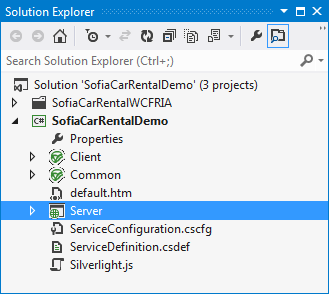 Solution Explorer
Search Solution Explorer (Ctrl+;)
Solution 'SofiaCarRentalDemo' (3 projects)
SofiaCarRentalWCFRIA
C# SofiaCarRentalDemo
Properties
Client
Common
default.htm
Server
ServiceConfiguration.cscfg
ServiceDefinition.csdef
Silverlight.js